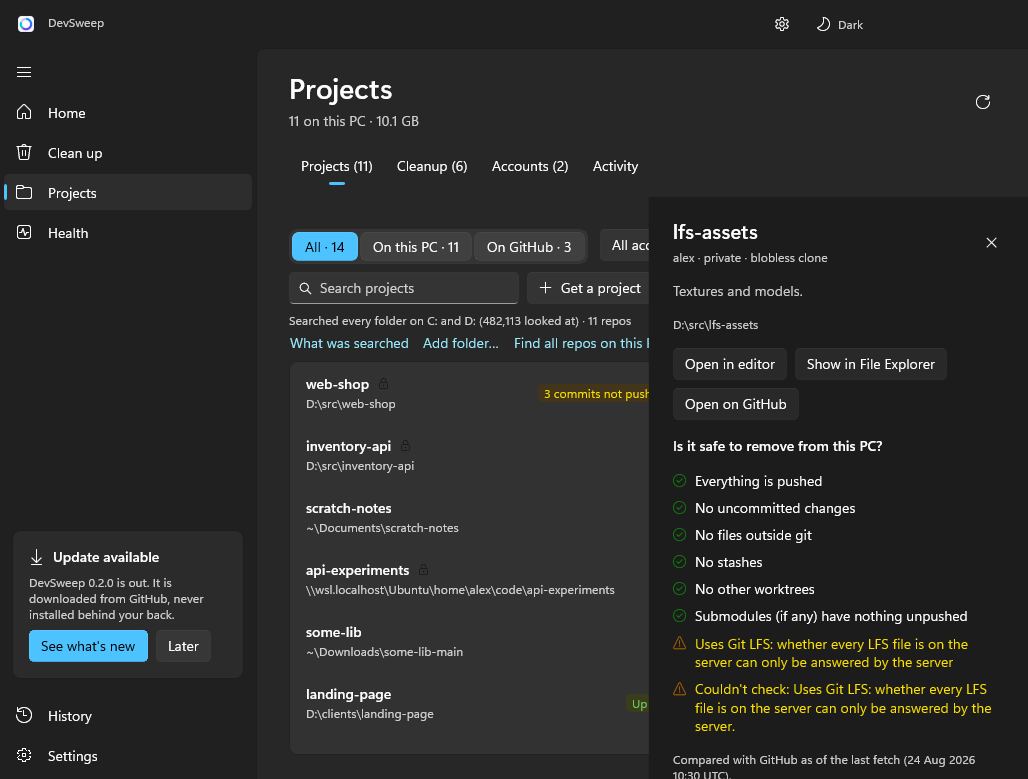 DevSweep
Dark
Home
Clean up
Projects
Health
Update available
DevSweep 0.2.0 is out. It is
downloaded from GitHub, never
installed behind your back.
See what's new
Later
History
Settings
Projects
11 on this PC · 10.1 GB
Projects (11)
Cleanup (6)
Accounts (2)
Activity
All · 14
On this PC · 11
On GitHub · 3
All acc
Search projects
Get a project
Searched every folder on C: and D: (482,113 looked at) · 11 repos
What was searched
Add folder...
Find all repos on this
web-shop
D:\src\web-shop
3 commits not push
inventory-api
D:\src\inventory-api
scratch-notes
~\Documents\scratch-notes
api-experiments
\\wsl.localhost\Ubuntu\home\alex\code\api-experiments
some-lib
~\Downloads\some-lib-main
landing-page
D:\clients\landing-page
Up
lfs-assets
alex · private · blobless clone
Textures and models.
D:\src\lfs-assets
Open in editor
Show in File Explorer
Open on GitHub
Is it safe to remove from this PC?
Everything is pushed
No uncommitted changes
No files outside git
No stashes
No other worktrees
Submodules (if any) have nothing unpushed
Uses Git LFS: whether every LFS file is on the
server can only be answered by the server
Couldn't check: Uses Git LFS: whether every LFS
file is on the server can only be answered by the
server.
Compared with GitHub as of the last fetch (24 Aug 2026
10:30 UTC).